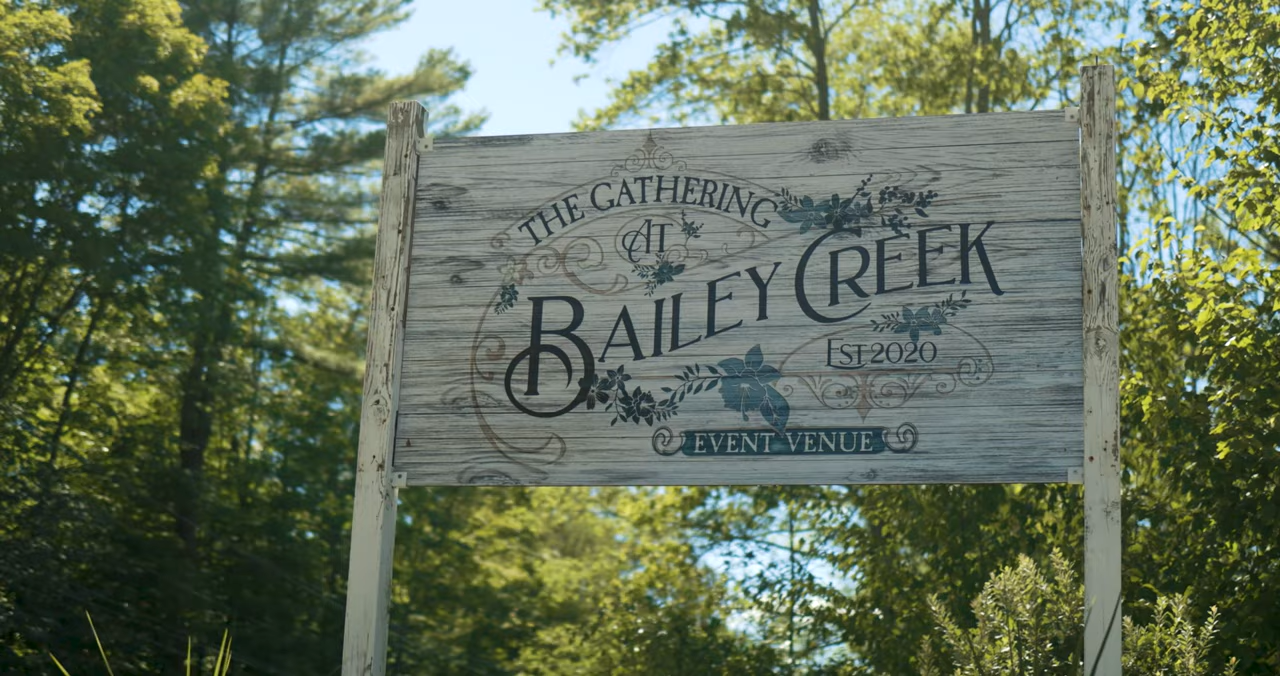 THE GATHERING
AT
BAILEY CREEK
EST 2020
EVENT VENUE